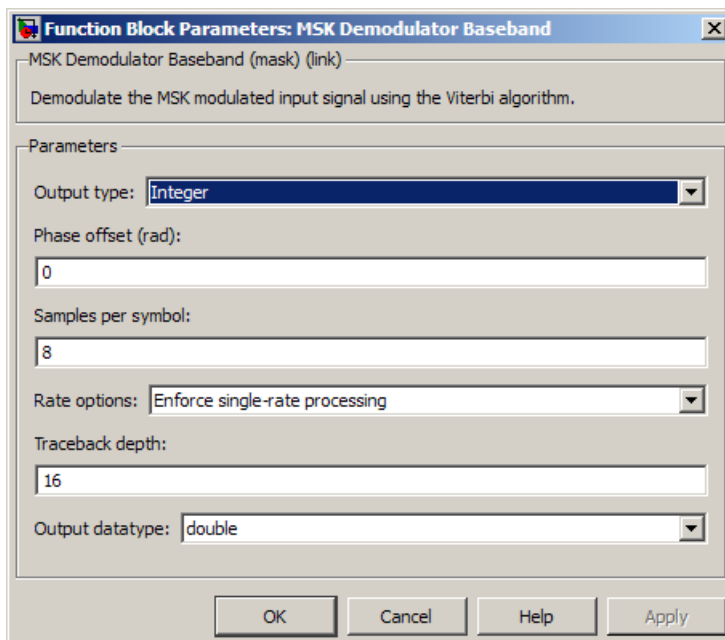 Function Block Parameters: MSK Demodulator Baseband
MSK Demodulator Baseband (mask) (link)
Demodulate the MSK modulated input signal using the Viterbi algorithm.
Parameters
Output type: Integer
Phase offset (rad):
0
Samples per symbol:
8
Rate options: Enforce single-rate processing
Traceback depth:
16
Output datatype: double
OK Cancel Help Apply